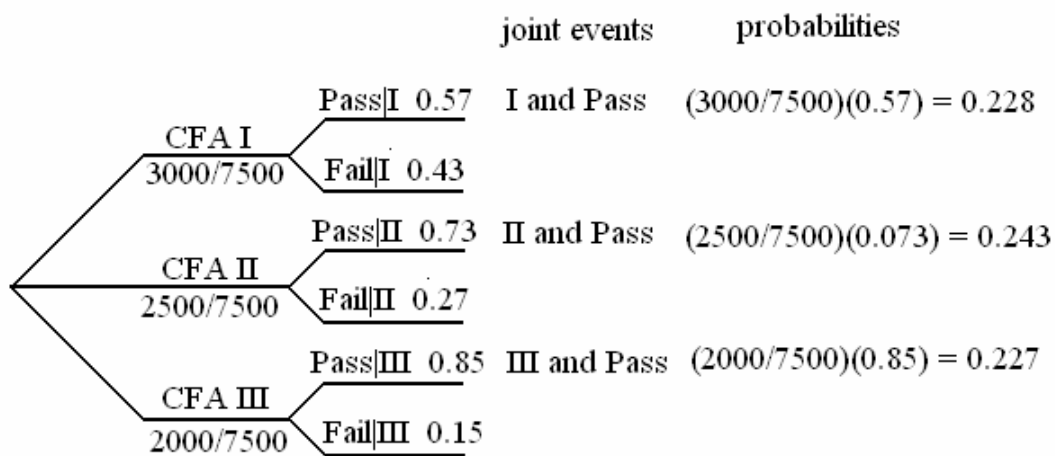 joint events probabilities
Pass|I 0.57 I and Pass (3000/7500)(0.57) = 0.228
CFA I
3000/7500
Fail|I 0.43
Pass|II 0.73 II and Pass (2500/7500)(0.073) = 0.243
CFA II
2500/7500
Fail|II 0.27
Pass|III 0.85 III and Pass (2000/7500)(0.85) = 0.227
CFA III
2000/7500
Fail|III 0.15